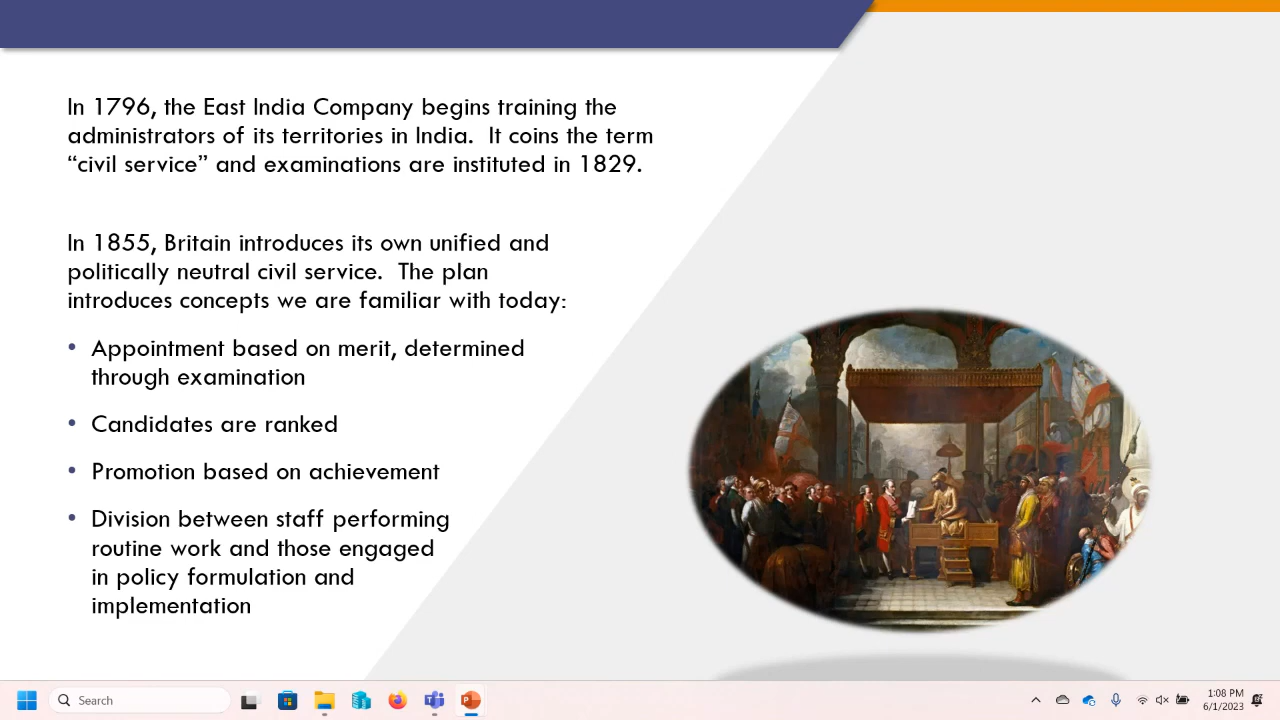 In 1796, the East India Company begins training the
administrators of its territories in India.  It coins the term
“civil service” and examinations are instituted in 1829.
In 1855, Britain introduces its own unified and
politically neutral civil service.  The plan
introduces concepts we are familiar with today:
• Appointment based on merit, determined
through examination
• Candidates are ranked
• Promotion based on achievement
• Division between staff performing
routine work and those engaged
in policy formulation and
implementation
Search
1:08 PM
6/1/2023